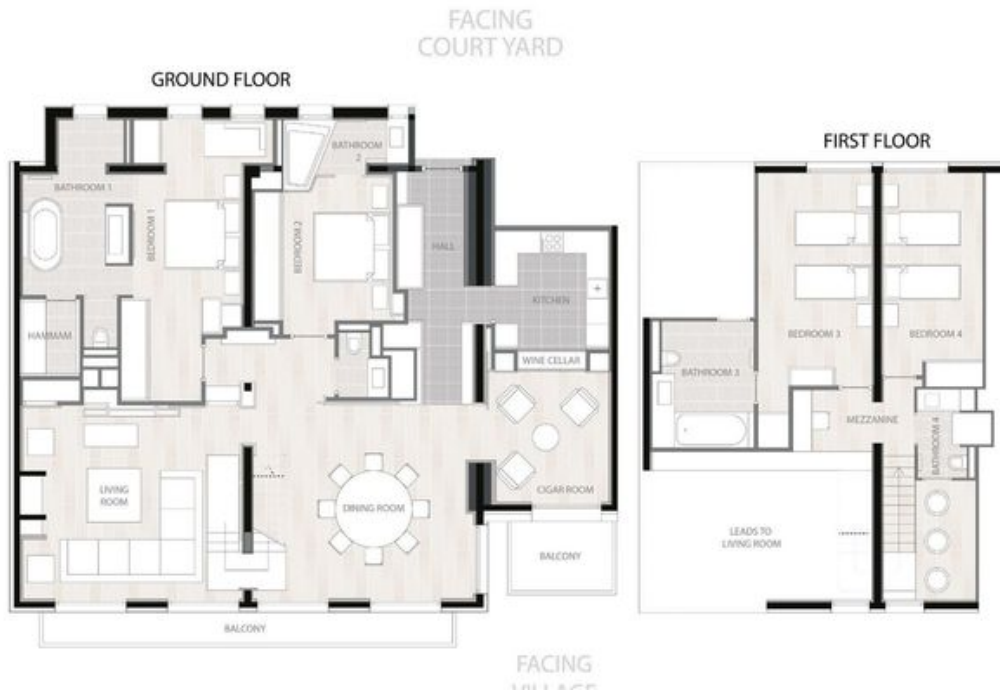 FACING
COURT YARD
GROUND FLOOR
FIRST FLOOR
BATHROOM
2
BATHROOM 1
BEDROOM 1
BEDROOM 2
HALL
KITCHEN
HAMMAM
WINE CELLAR
LIVING
ROOM
DINING ROOM
CIGAR ROOM
BALCONY
BALCONY
BEDROOM 3
BEDROOM 4
BATHROOM 3
MEZZANINE
BATHROOM 4
LEADS TO
LIVING ROOM
FACING
VILLAGE